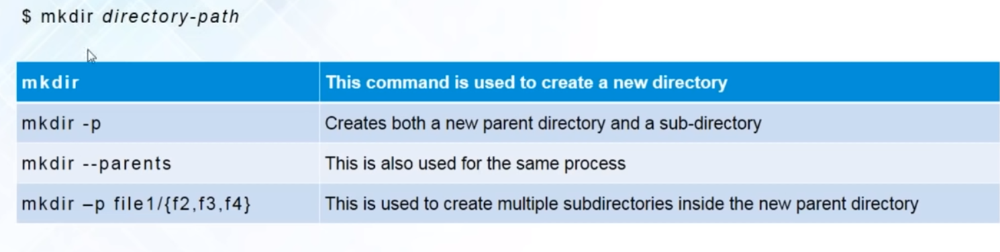 $ mkdir directory-path
mkdir
This command is used to create a new directory
mkdir -p
Creates both a new parent directory and a sub-directory
mkdir --parents
This is also used for the same process
mkdir –p file1/{f2,f3,f4}
This is used to create multiple subdirectories inside the new parent directory